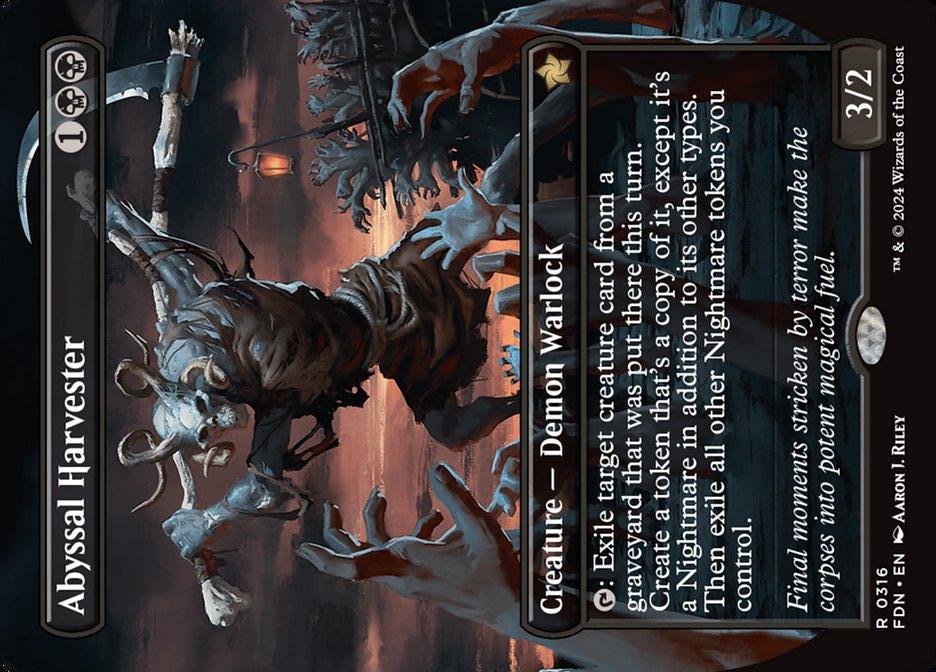 Abyssal Harvester 1
Creature — Demon Warlock
: Exile target creature card from a
graveyard that was put there this turn.
Create a token that's a copy of it, except it's
a Nightmare in addition to its other types.
Then exile all other Nightmare tokens you
control.
Final moments stricken by terror make the
corpses into potent magical fuel.
3/2
R 0316
FDN • EN AARON J. RILEY
™ & © 2024 Wizards of the Coast